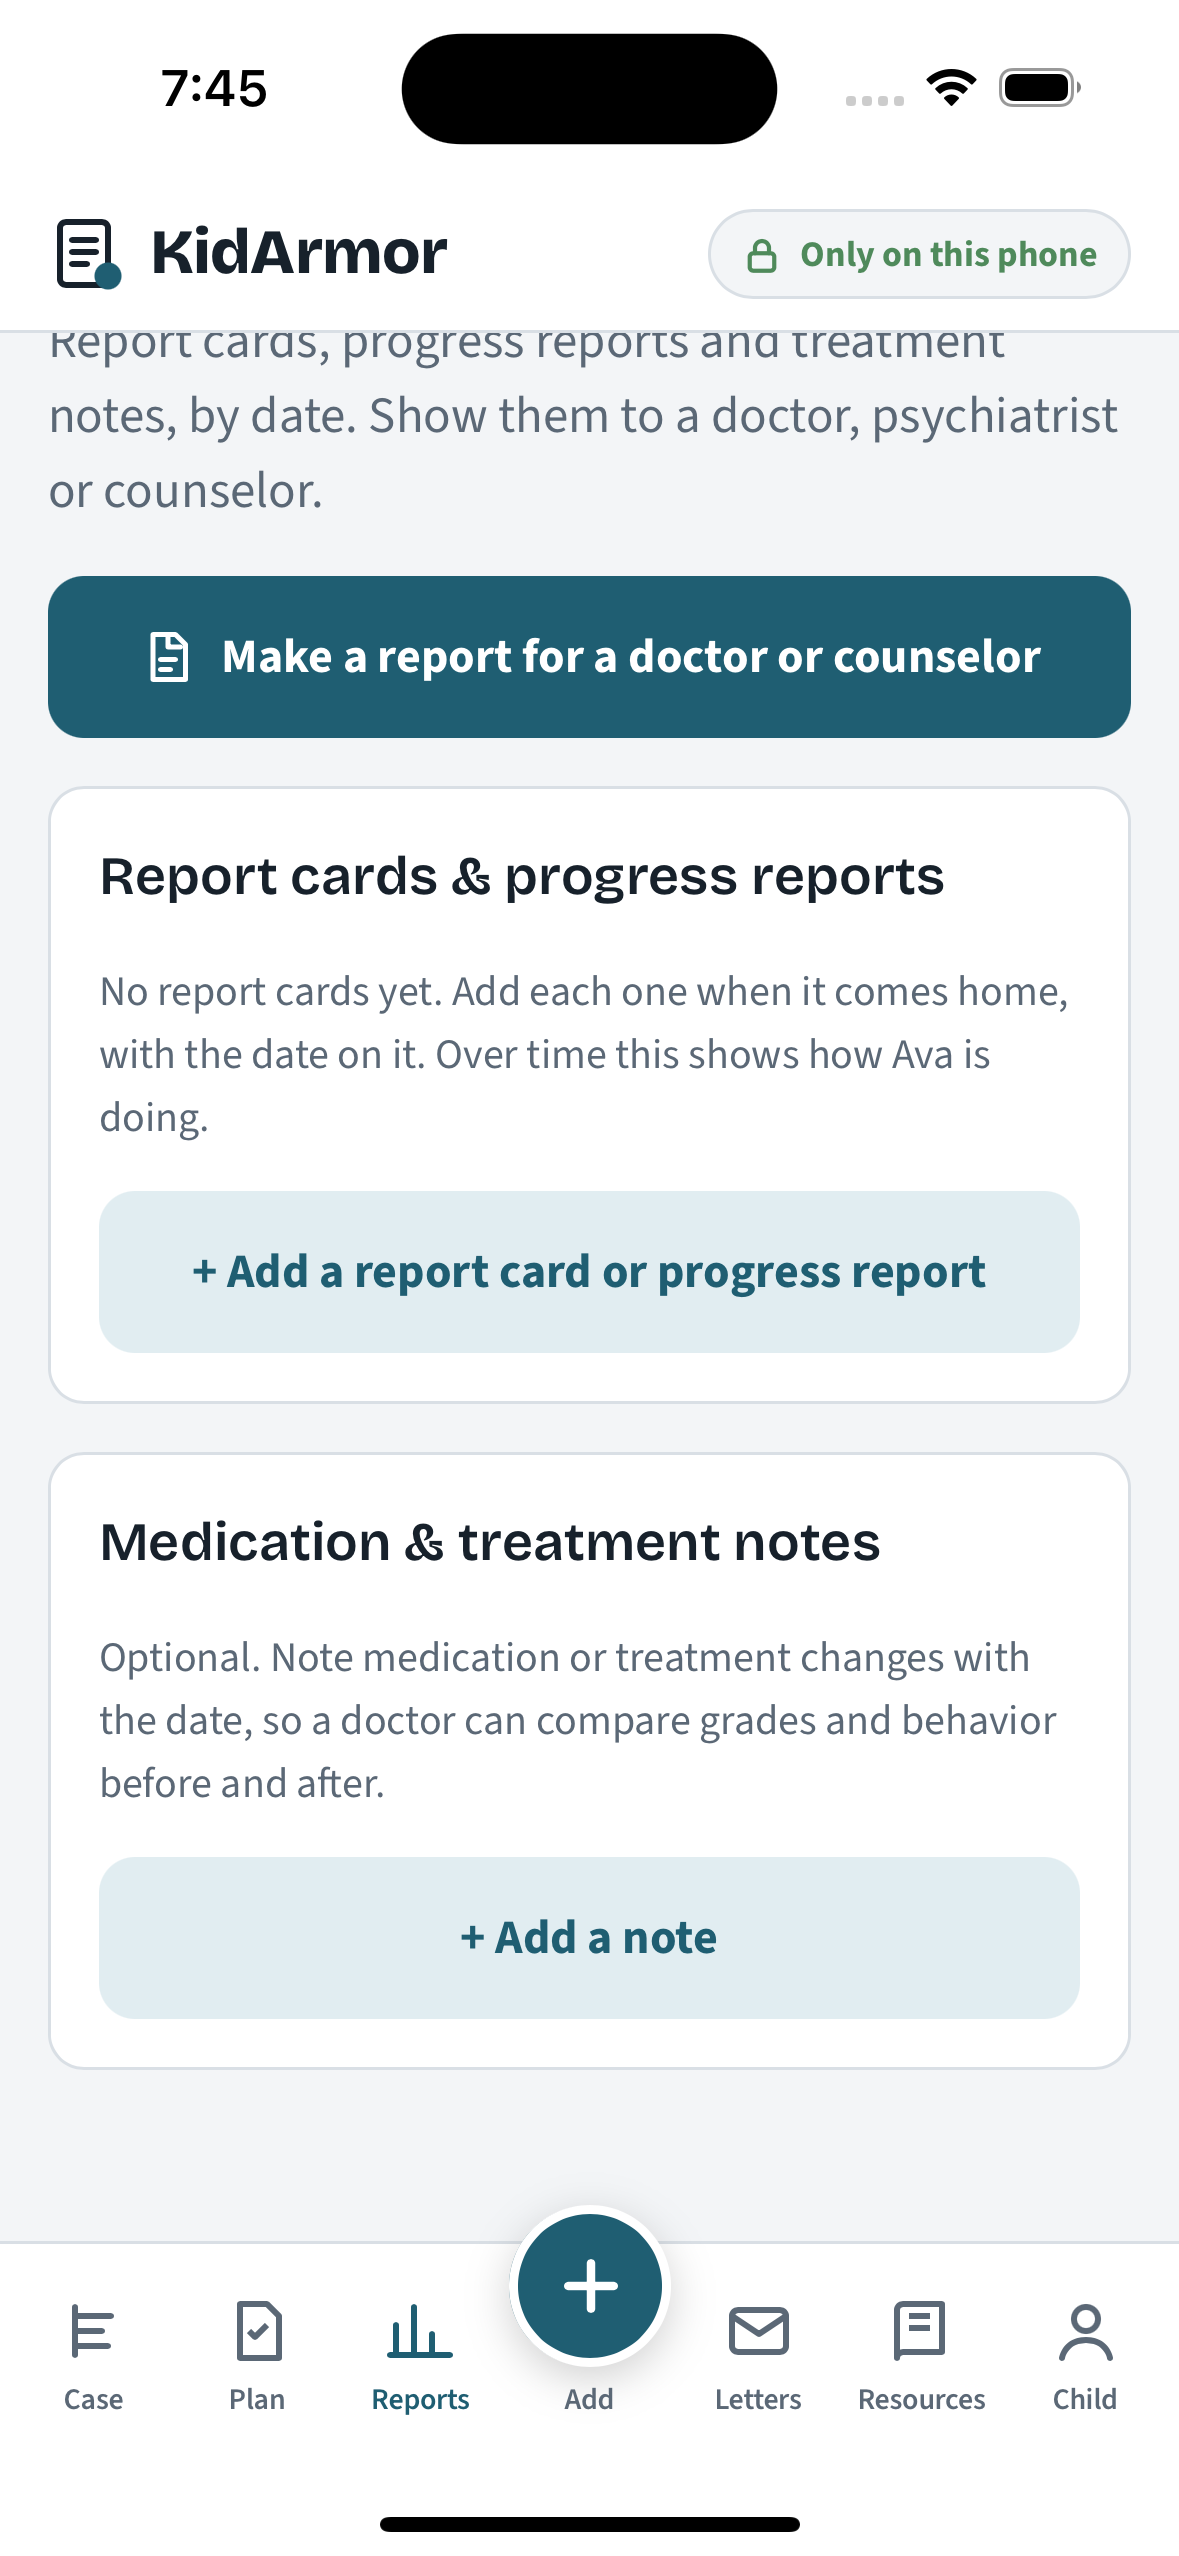 7:45
KidArmor
Only on this phone
Report cards, progress reports and treatment
notes, by date. Show them to a doctor, psychiatrist
or counselor.
Make a report for a doctor or counselor
Report cards & progress reports
No report cards yet. Add each one when it comes home,
with the date on it. Over time this shows how Ava is
doing.
+ Add a report card or progress report
Medication & treatment notes
Optional. Note medication or treatment changes with
the date, so a doctor can compare grades and behavior
before and after.
+ Add a note
Case
Plan
Reports
Add
Letters
Resources
Child